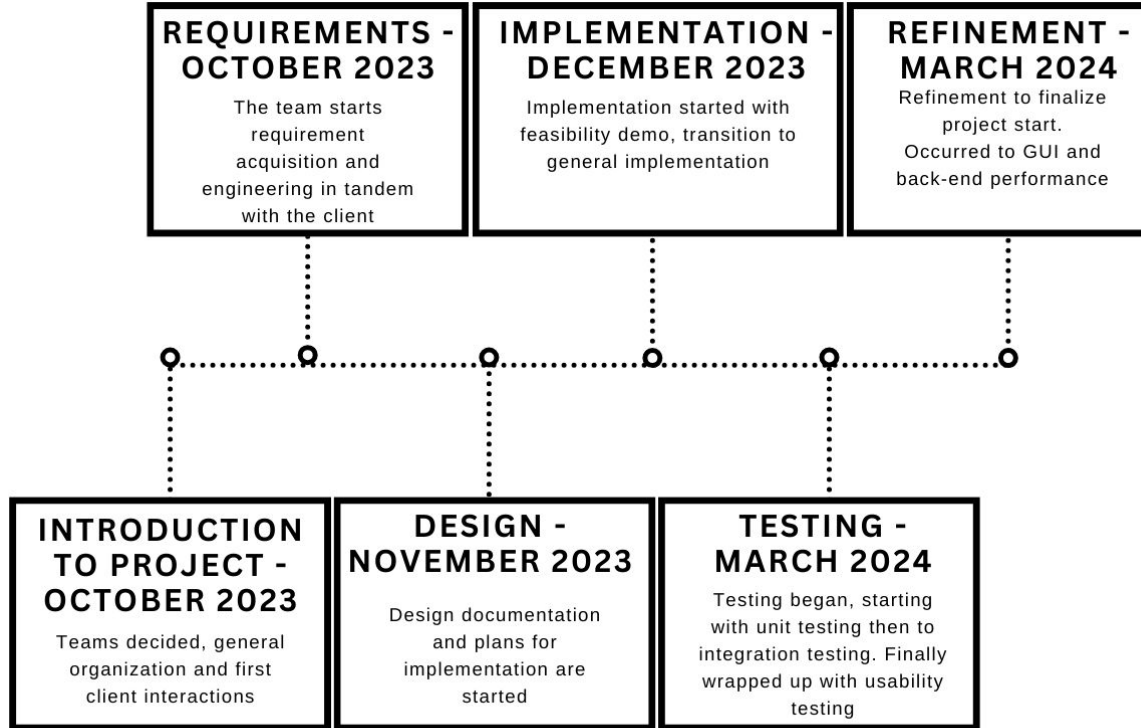 REQUIREMENTS -
OCTOBER 2023
The team starts
requirement
acquisition and
engineering in tandem
with the client
IMPLEMENTATION -
DECEMBER 2023
Implementation started with
feasibility demo, transition to
general implementation
REFINEMENT -
MARCH 2024
Refinement to finalize
project start.
Occurred to GUI and
back-end performance
INTRODUCTION
TO PROJECT -
OCTOBER 2023
Teams decided, general
organization and first
client interactions
DESIGN -
NOVEMBER 2023
Design documentation
and plans for
implementation are
started
TESTING -
MARCH 2024
Testing began, starting
with unit testing then to
integration testing. Finally
wrapped up with usability
testing